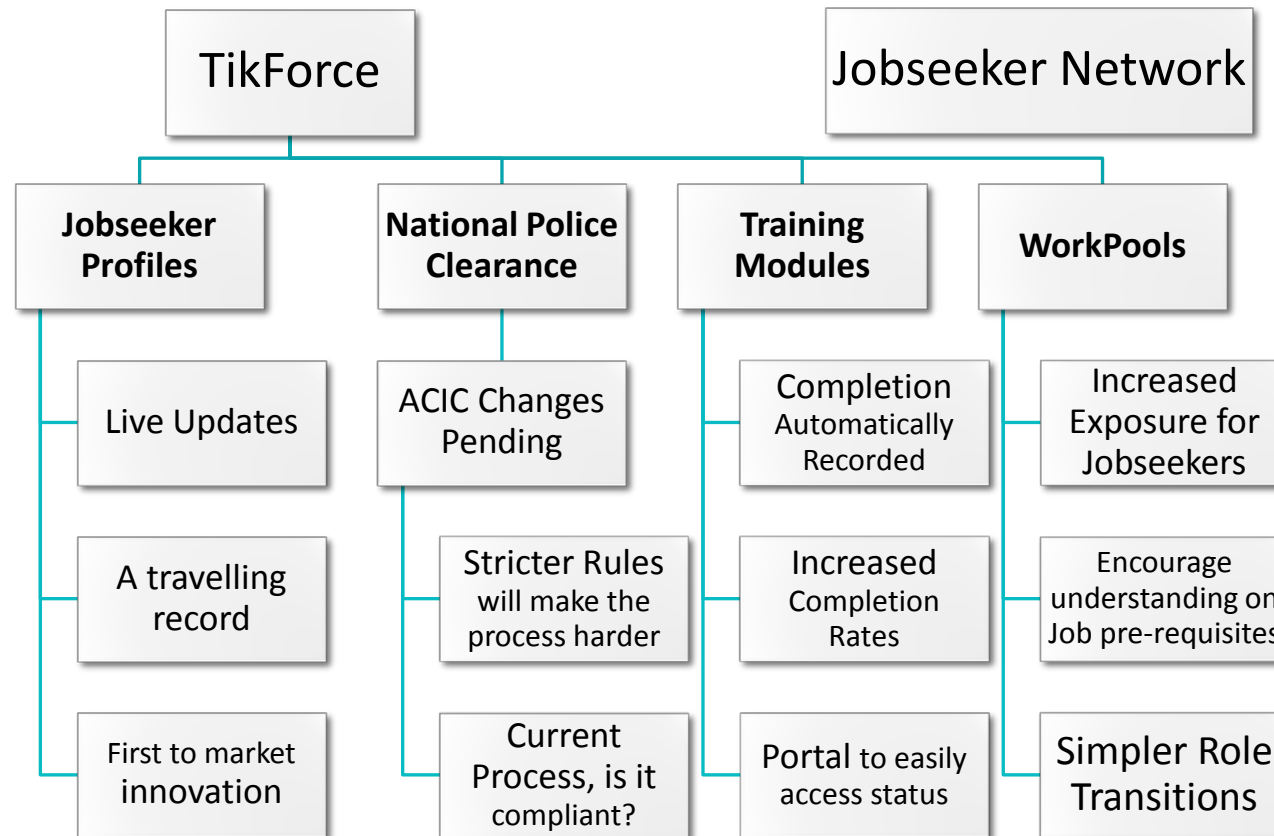 TikForce
Jobseeker Network
Jobseeker
Profiles
National Police
Clearance
Training
Modules
WorkPools
Live Updates
A travelling
record
First to market
innovation
ACIC Changes
Pending
Stricter Rules
will make the
process harder
Current
Process, is it
compliant?
Completion
Automatically
Recorded
Increased
Completion
Rates
Portal to easily
access status
Increased
Exposure for
Jobseekers
Encourage
understanding on
Job pre-requisites
Simpler Role
Transitions